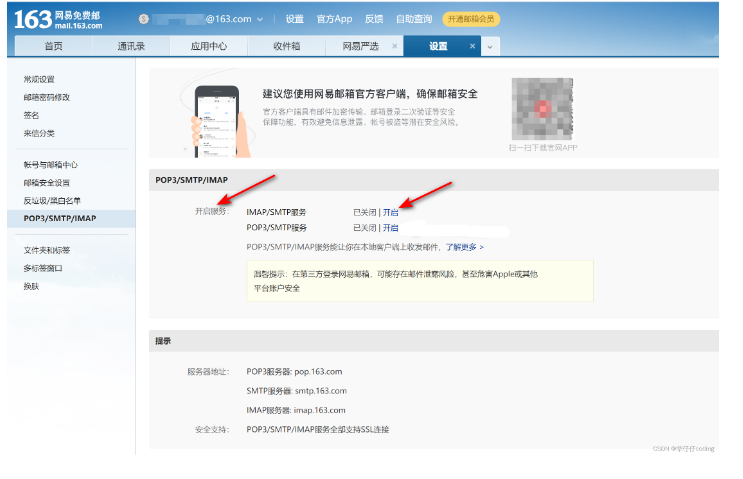 163 网易免费邮
mail.163.com
@163.com
设置
官方App
反馈
自助查询
开通邮箱会员
首页
通讯录
应用中心
收件箱
网易严选 ×
设置 ×
常规设置
邮箱密码修改
签名
来信分类
帐号与邮箱中心
邮箱安全设置
反垃圾/黑白名单
POP3/SMTP/IMAP
文件夹和标签
多标签窗口
换肤
建议您使用网易邮箱官方客户端，确保邮箱安全
官方客户端具有邮件加密传输、邮箱登录二次验证等安全
保障功能，有效避免信息泄露、帐号被盗等潜在安全风险。
扫一扫下载官网APP
POP3/SMTP/IMAP
开启服务：
IMAP/SMTP服务 已关闭 | 开启
POP3/SMTP服务 已关闭 | 开启
POP3/SMTP/IMAP服务能让你在本地客户端上收发邮件，了解更多 >
温馨提示：在第三方登录网易邮箱，可能存在邮件泄露风险，甚至危害Apple或其他
平台账户安全
提示
服务器地址： POP3服务器: pop.163.com
SMTP服务器: smtp.163.com
IMAP服务器: imap.163.com
安全支持： POP3/SMTP/IMAP服务全部支持SSL连接